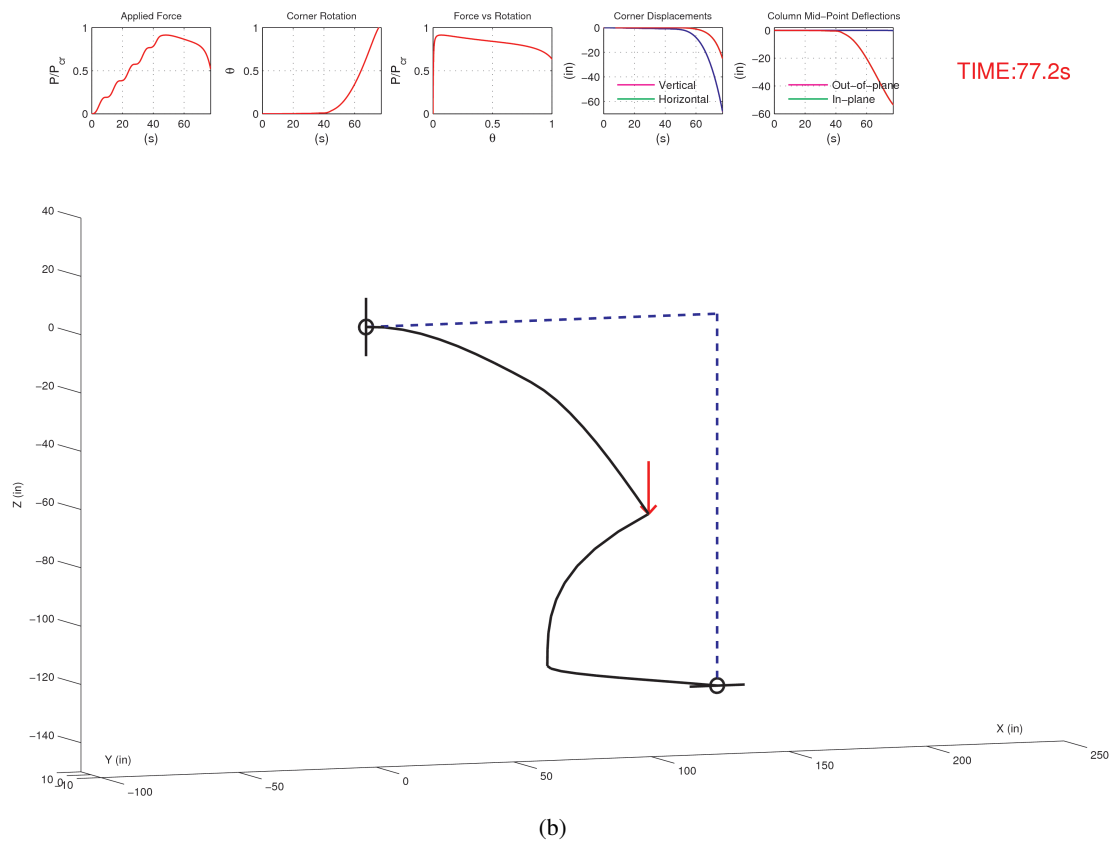 Applied Force
Corner Rotation
Force vs Rotation
Corner Displacements
Column Mid−Point Deflections
TIME:77.2s
P/Pcr
1
0.5
0
0 20 40 60
(s)
θ
1
0.5
0
0 20 40 60
(s)
P/Pcr
1
0.5
0
0 0.5 1
θ
(in)
0
−20
−40
−60
Vertical
Horizontal
0 20 40 60
(s)
(in)
0
−20
−40
−60
Out−of−plane
In−plane
0 20 40 60
(s)
Z (in)
40
20
0
−20
−40
−60
−80
−100
−120
−140
Y (in)
10 0 −10
X (in)
−100
−50
0
50
100
150
200
250
(b)